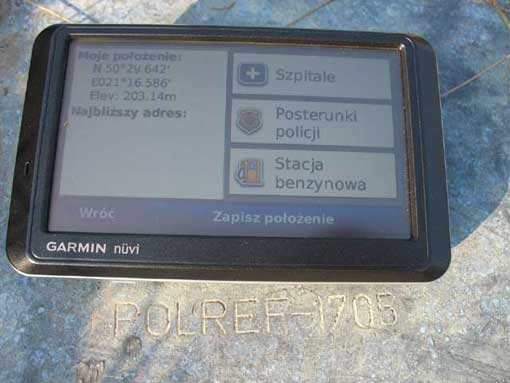 Moje położenie:
N 50°29.642'
E021°16.586'
Elev: 203.14m
Najbliższy adres:
Szpitale
Posterunki
policji
Stacja
benzynowa
Wróć
Zapisz położenie
GARMIN nüvi
POLREF-1705